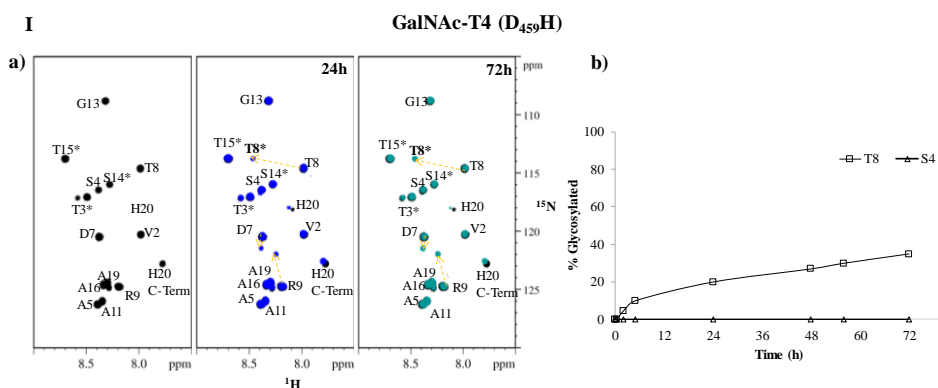 I
GalNAc-T4 (D459H)
a)
24h
72h
ppm
b)
G13
T15*
T8
S4
S14*
T3*
H20
D7
V2
A19
A16
R9
H20
C-Term
A5
A11
8.5
8.0
ppm
G13
T15*
T8*
T8
S4
S14*
T3*
H20
D7
V2
A19
A16
R9
H20
C-Term
A5
A11
8.5
8.0
ppm
G13
T15*
T8*
T8
S4
S14*
T3*
H20
D7
V2
A19
A16
R9
H20
C-Term
A5
A11
8.5
8.0
ppm
110
115
15N
120
125
1H
% Glycosylated
100
80
60
40
20
0
T8
S4
0 12 24 36 48 60 72
Time (h)